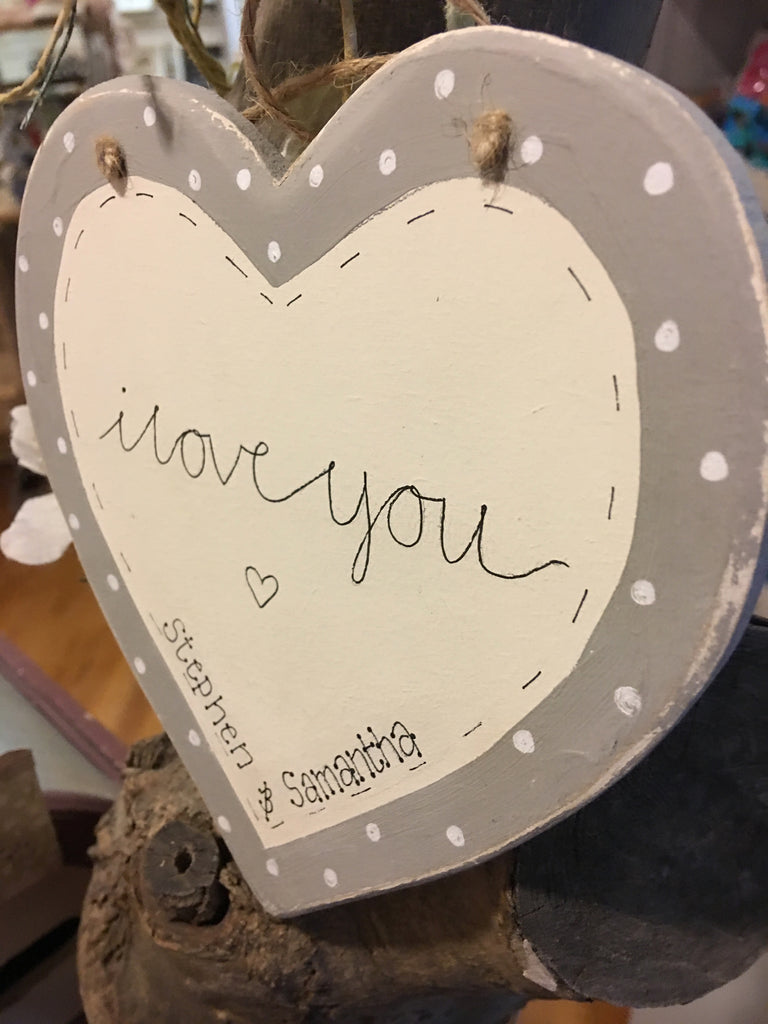 i love you
Stephen
& Samantha